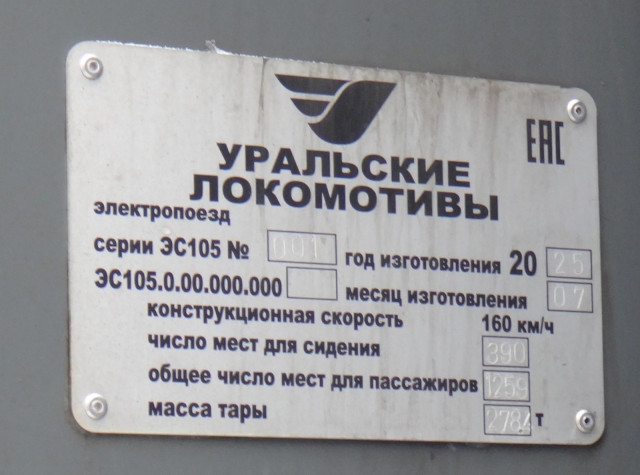 УРАЛЬСКИЕ
ЛОКОМОТИВЫ
EAC
электропоезд
серии ЭС105 № 001 год изготовления 20 25
ЭС105.0.00.000.000 месяц изготовления 07
конструкционная скорость 160 км/ч
число мест для сидения 390
общее число мест для пассажиров 1259
масса тары 278,4 т